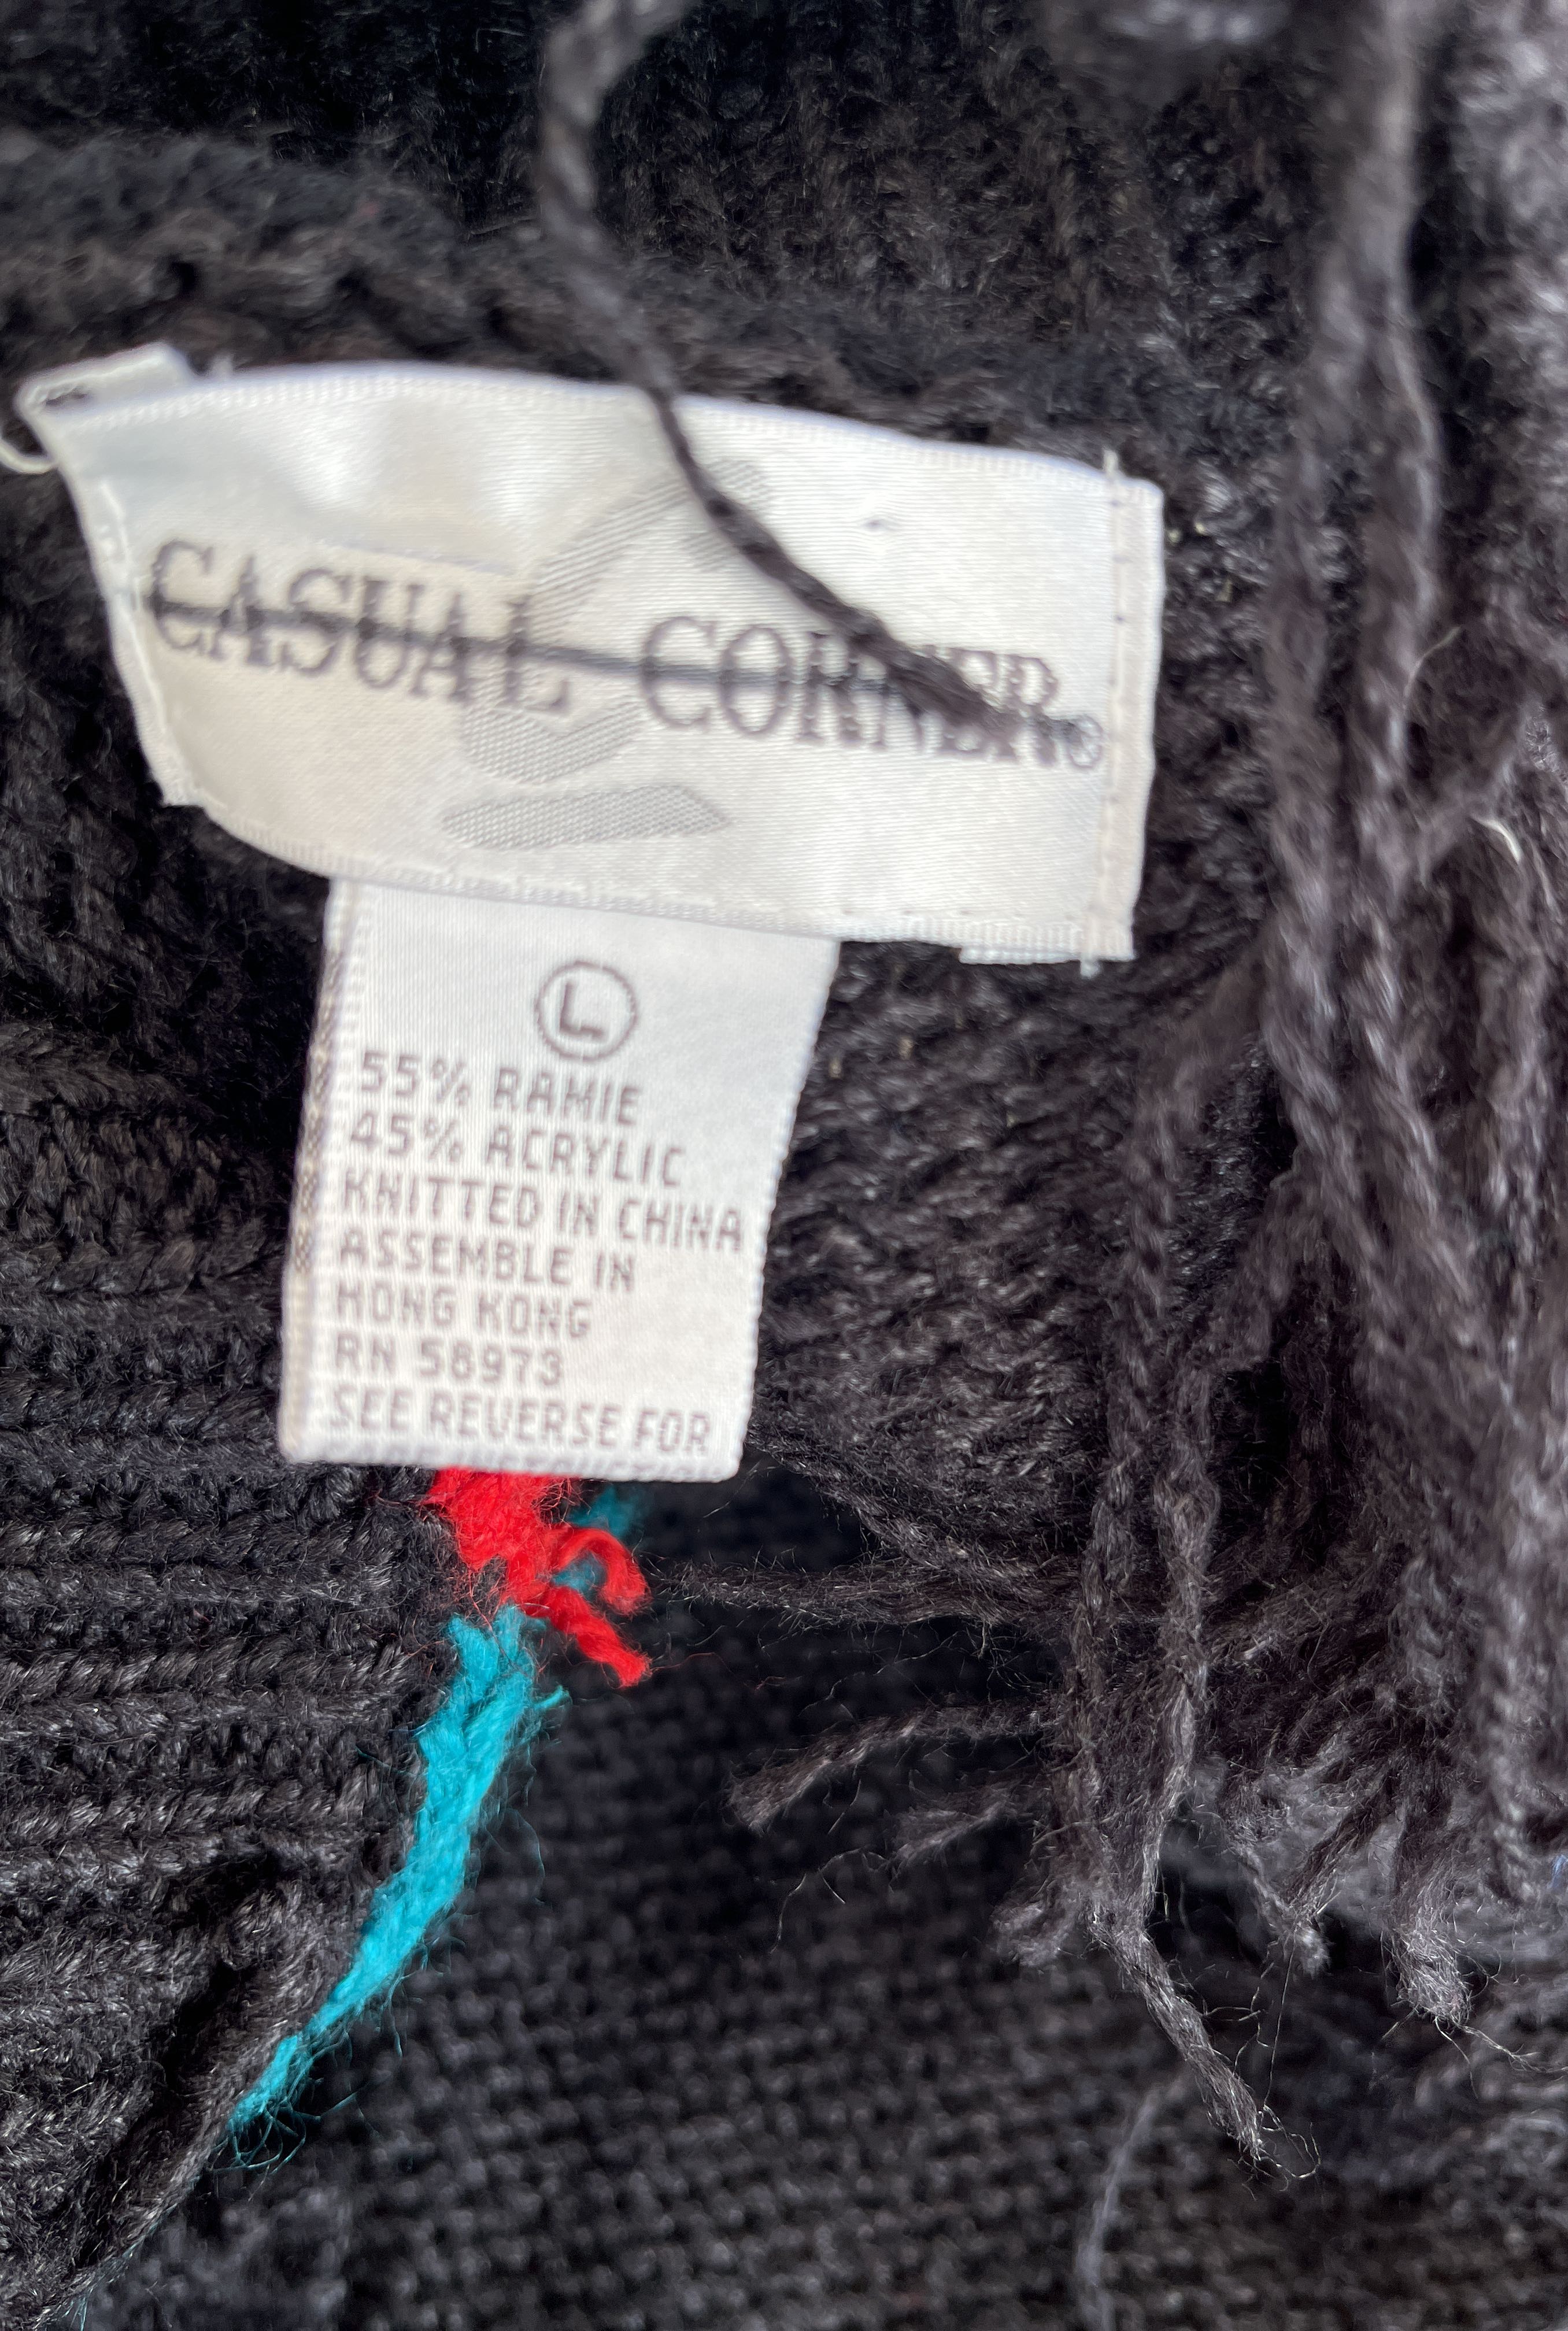 CASUAL CORNER®
L
55% RAMIE
45% ACRYLIC
KNITTED IN CHINA
ASSEMBLE IN
HONG KONG
RN 58973
SEE REVERSE FOR